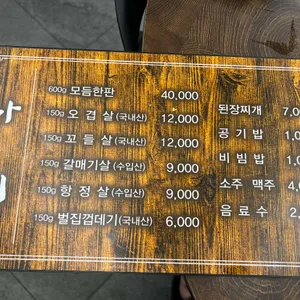 600g 모듬한판 40,000
150g 오겹살(국내산) 12,000
150g 꼬들살(국내산) 12,000
150g 갈매기살(수입산) 9,000
150g 항정살(수입산) 9,000
150g 벌집껍데기(국내산) 6,000
된장찌개
공기밥
비빔밥
소주 맥주
음료수